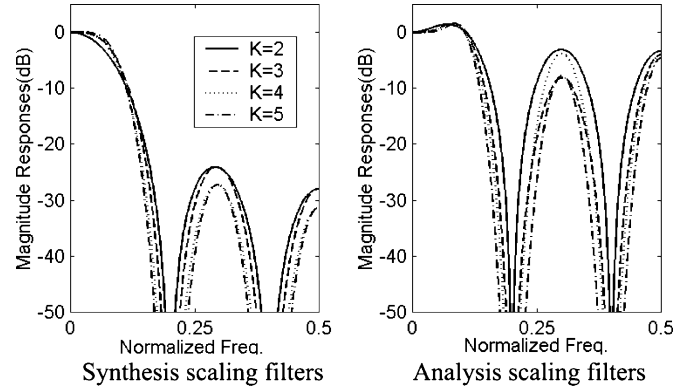 0
-10
-20
-30
-40
-50
Magnitude Responses(dB)
K=2
K=3
K=4
K=5
0
0.25
0.5
Normalized Freq.
Synthesis scaling filters
0
-10
-20
-30
-40
-50
Magnitude Responses(dB)
0
0.25
0.5
Normalized Freq.
Analysis scaling filters